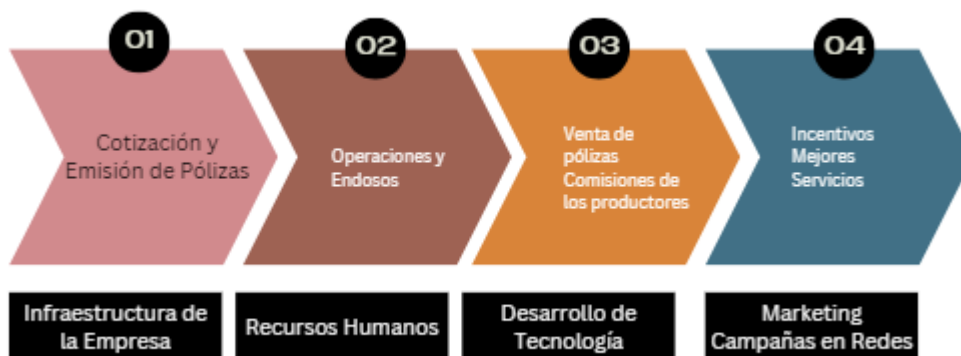 01
Cotización y
Emisión de Pólizas
02
Operaciones y
Endosos
03
Venta de
pólizas
Comisiones de
los productores
04
Incentivos
Mejores
Servicios
Infraestructura de
la Empresa
Recursos Humanos
Desarrollo de
Tecnología
Marketing
Campañas en Redes